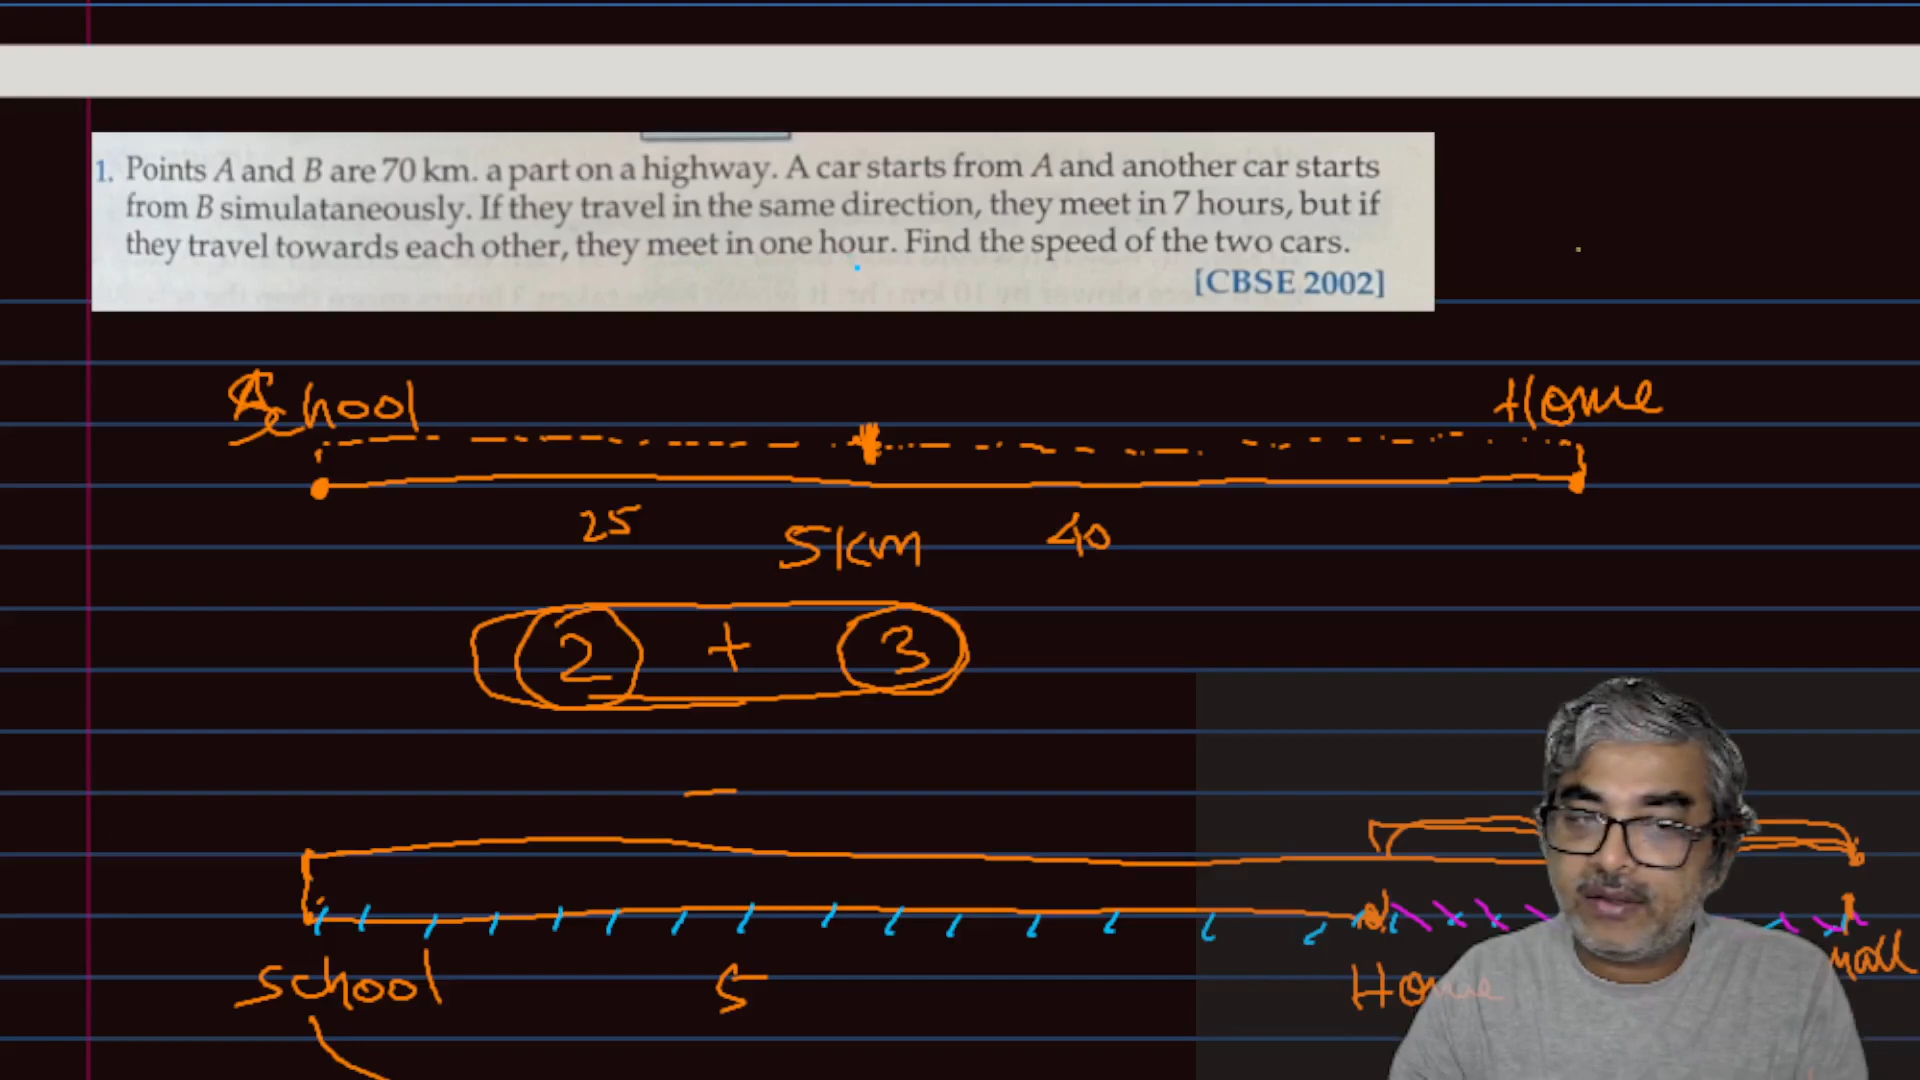 1. Points A and B are 70 km. a part on a highway. A car starts from A and another car starts
from B simulataneously. If they travel in the same direction, they meet in 7 hours, but if
they travel towards each other, they meet in one hour. Find the speed of the two cars.
[CBSE 2002]
School Home
25 5km 40
2 + 3
School 5 Home mall